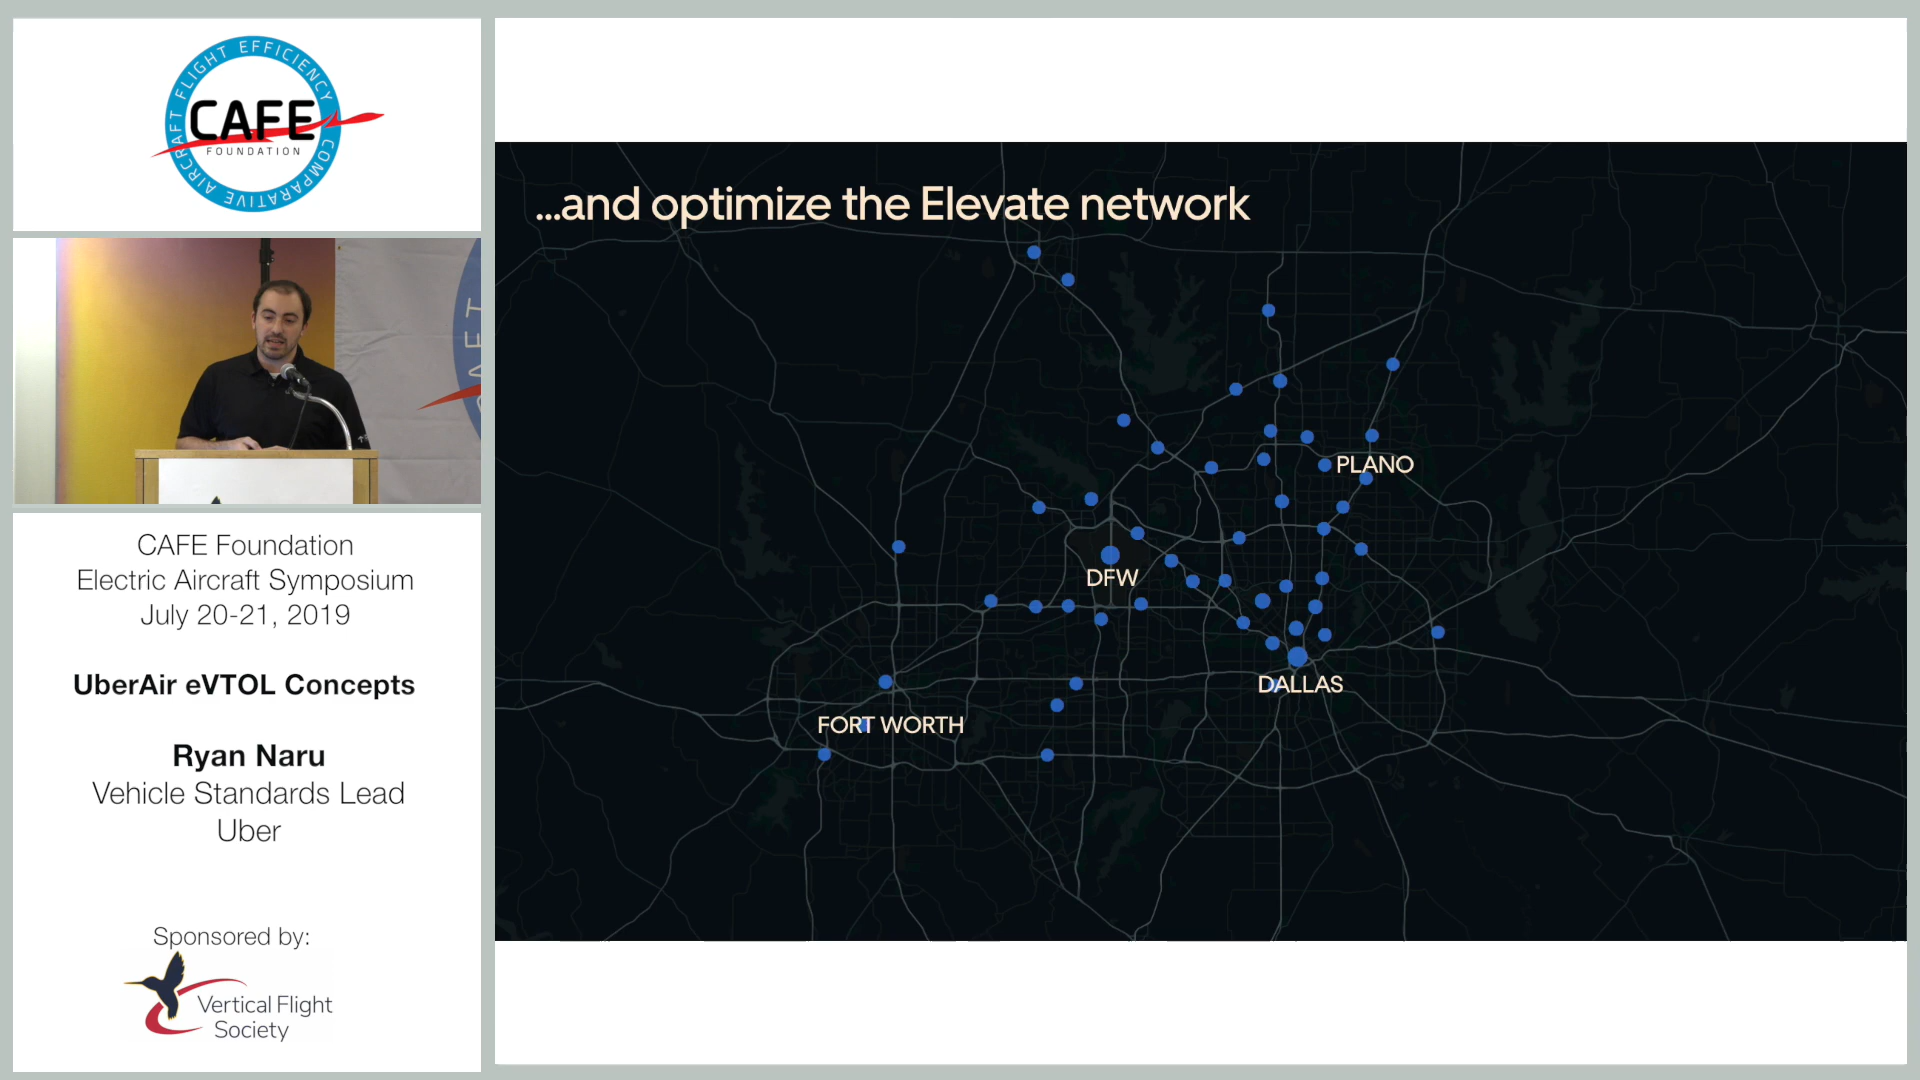 COMPARATIVE AIRCRAFT FLIGHT EFFICIENCY
CAFE
FOUNDATION
CAFE Foundation
Electric Aircraft Symposium
July 20-21, 2019
UberAir eVTOL Concepts
Ryan Naru
Vehicle Standards Lead
Uber
Sponsored by:
Vertical Flight
Society
...and optimize the Elevate network
PLANO
DFW
DALLAS
FORT WORTH